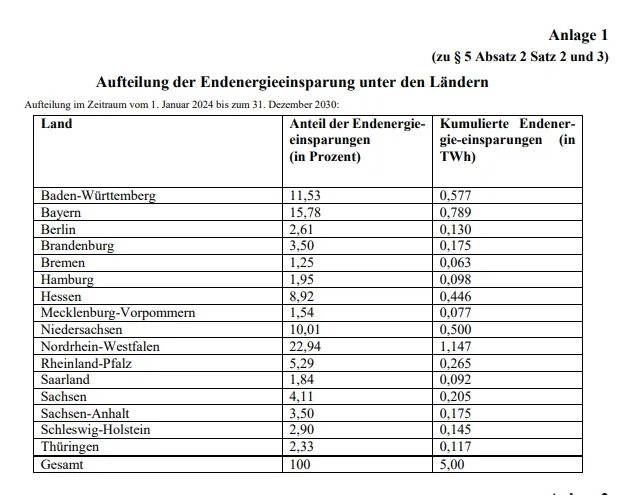 Anlage 1
(zu § 5 Absatz 2 Satz 2 und 3)
Aufteilung der Endenergieeinsparung unter den Ländern
Aufteilung im Zeitraum vom 1. Januar 2024 bis zum 31. Dezember 2030:
Land Anteil der Endenergie- Kumulierte Endener-
einsparungen gie-einsparungen (in
(in Prozent) TWh)
Baden-Württemberg 11,53 0,577
Bayern 15,78 0,789
Berlin 2,61 0,130
Brandenburg 3,50 0,175
Bremen 1,25 0,063
Hamburg 1,95 0,098
Hessen 8,92 0,446
Mecklenburg-Vorpommern 1,54 0,077
Niedersachsen 10,01 0,500
Nordrhein-Westfalen 22,94 1,147
Rheinland-Pfalz 5,29 0,265
Saarland 1,84 0,092
Sachsen 4,11 0,205
Sachsen-Anhalt 3,50 0,175
Schleswig-Holstein 2,90 0,145
Thüringen 2,33 0,117
Gesamt 100 5,00